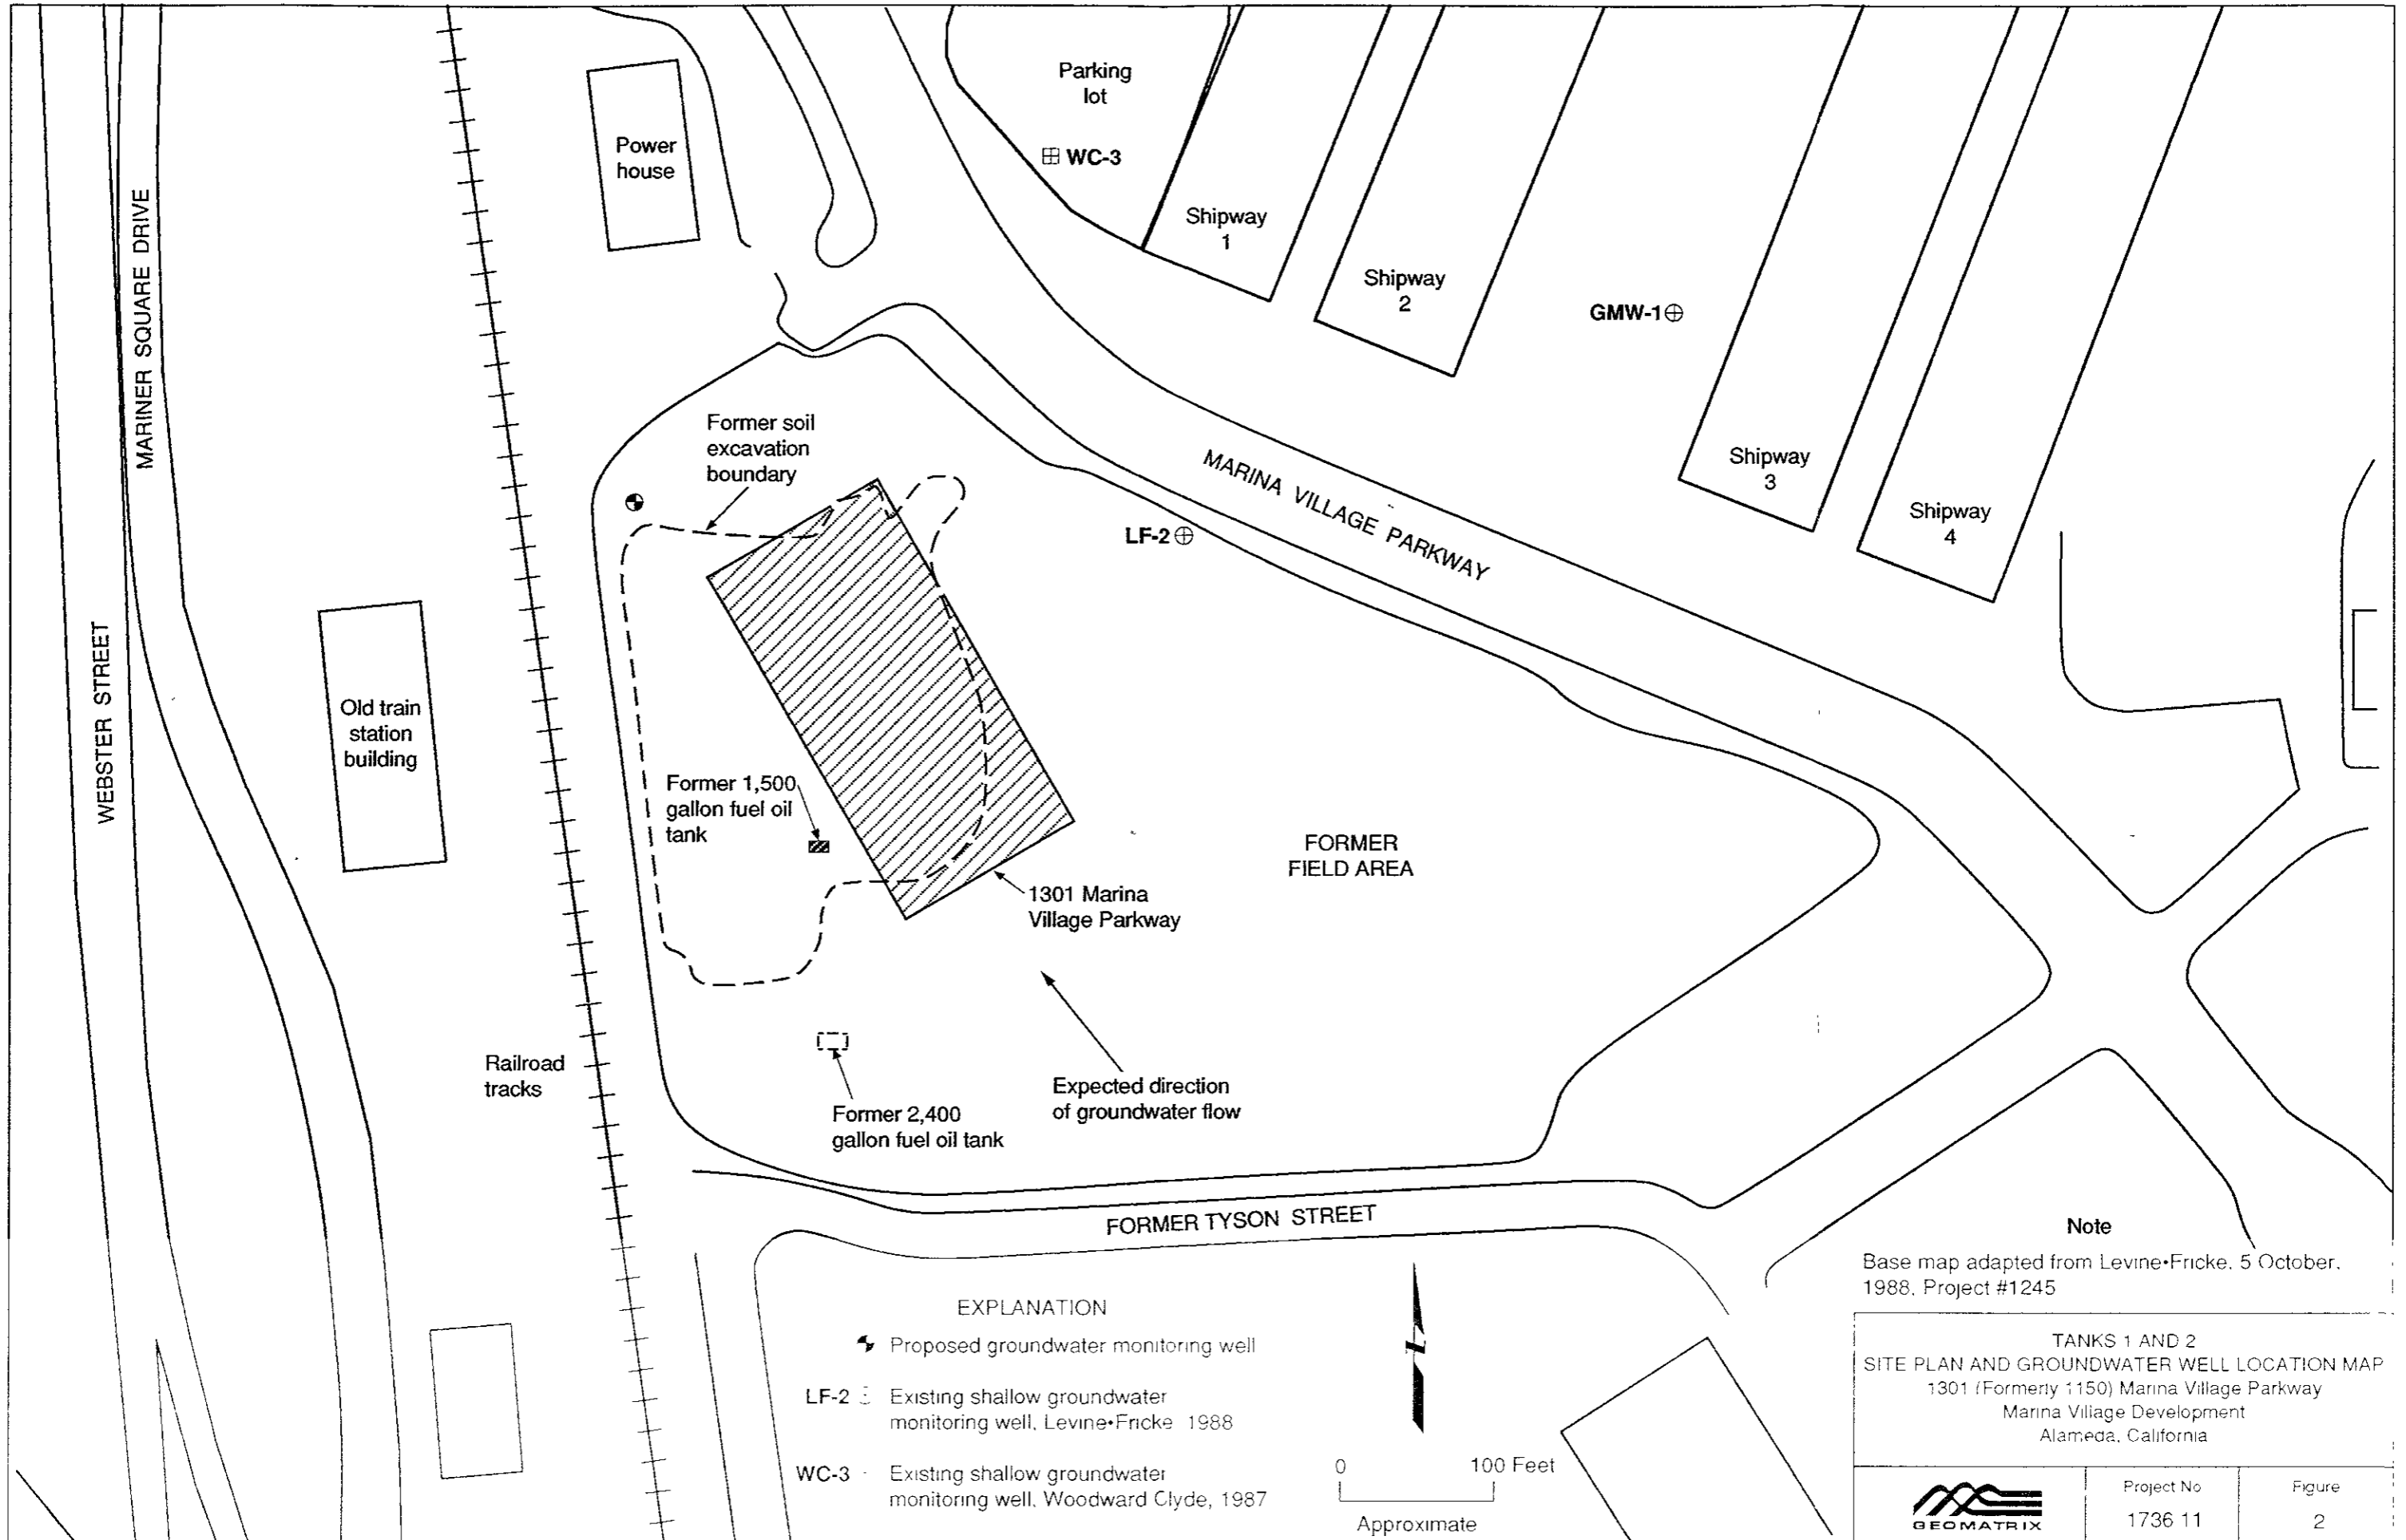 Parking
lot
Power
house
WC-3
Shipway
1
Shipway
2
GMW-1
Shipway
3
Shipway
4
MARINER SQUARE DRIVE
WEBSTER STREET
Former soil
excavation
boundary
LF-2
MARINA VILLAGE PARKWAY
Old train
station
building
Former 1,500
gallon fuel oil
tank
FORMER
FIELD AREA
1301 Marina
Village Parkway
Railroad
tracks
Expected direction
of groundwater flow
Former 2,400
gallon fuel oil tank
FORMER TYSON STREET
EXPLANATION
Proposed groundwater monitoring well
LF-2 Existing shallow groundwater
monitoring well, Levine•Fricke 1988
WC-3 Existing shallow groundwater
monitoring well, Woodward Clyde, 1987
0 100 Feet
Approximate
Note
Base map adapted from Levine•Fricke, 5 October,
1988, Project #1245
TANKS 1 AND 2
SITE PLAN AND GROUNDWATER WELL LOCATION MAP
1301 (Formerly 1150) Marina Village Parkway
Marina Village Development
Alameda, California
GEOMATRIX
Project No
1736 11
Figure
2